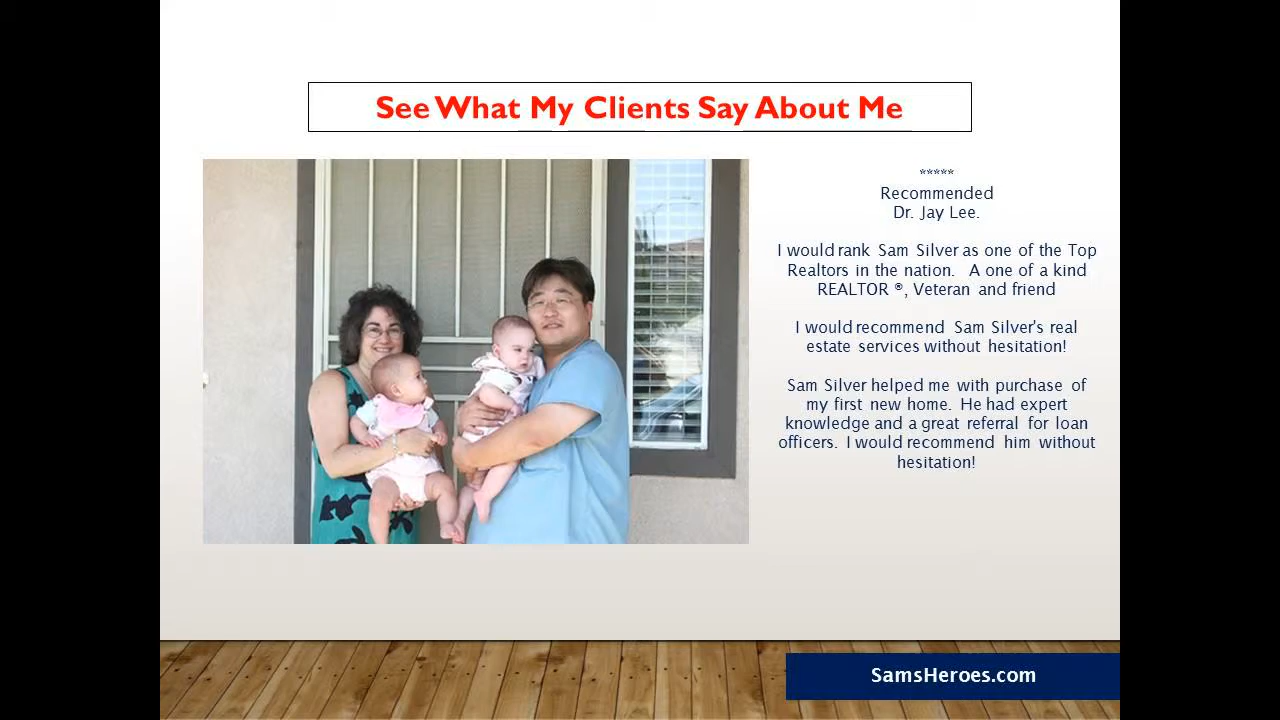 See What My Clients Say About Me
*****
Recommended
Dr. Jay Lee.
I would rank Sam Silver as one of the Top
Realtors in the nation. A one of a kind
REALTOR ®, Veteran and friend
I would recommend Sam Silver's real
estate services without hesitation!
Sam Silver helped me with purchase of
my first new home. He had expert
knowledge and a great referral for loan
officers. I would recommend him without
hesitation!
SamsHeroes.com